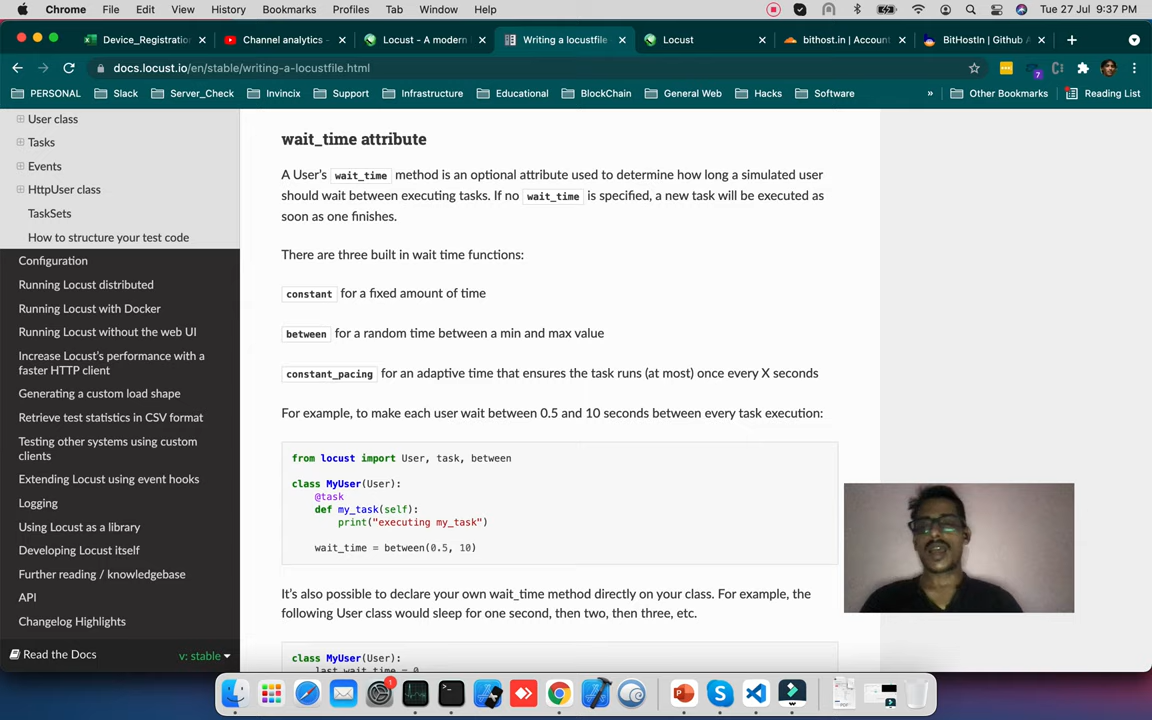 Chrome File Edit View History Bookmarks Profiles Tab Window Help Tue 27 Jul 9:37 PM
Device_Registratio Channel analytics - Locust - A modern Writing a locustfile Locust bithost.in | Accoun BitHostIn | Github A
docs.locust.io/en/stable/writing-a-locustfile.html
7
PERSONAL Slack Server_Check Invincix Support Infrastructure Educational BlockChain General Web Hacks Software » Other Bookmarks Reading List
User class
Tasks
Events
HttpUser class
TaskSets
How to structure your test code
Configuration
Running Locust distributed
Running Locust with Docker
Running Locust without the web UI
Increase Locust's performance with a
faster HTTP client
Generating a custom load shape
Retrieve test statistics in CSV format
Testing other systems using custom
clients
Extending Locust using event hooks
Logging
Using Locust as a library
Developing Locust itself
Further reading / knowledgebase
API
Changelog Highlights
Read the Docs v: stable
wait_time attribute
A User's wait_time method is an optional attribute used to determine how long a simulated user
should wait between executing tasks. If no wait_time is specified, a new task will be executed as
soon as one finishes.
There are three built in wait time functions:
constant for a fixed amount of time
between for a random time between a min and max value
constant_pacing for an adaptive time that ensures the task runs (at most) once every X seconds
For example, to make each user wait between 0.5 and 10 seconds between every task execution:
from locust import User, task, between
class MyUser(User):
@task
def my_task(self):
print("executing my_task")
wait_time = between(0.5, 10)
It's also possible to declare your own wait_time method directly on your class. For example, the
following User class would sleep for one second, then two, then three, etc.
class MyUser(User):
last_wait_time = 0
1